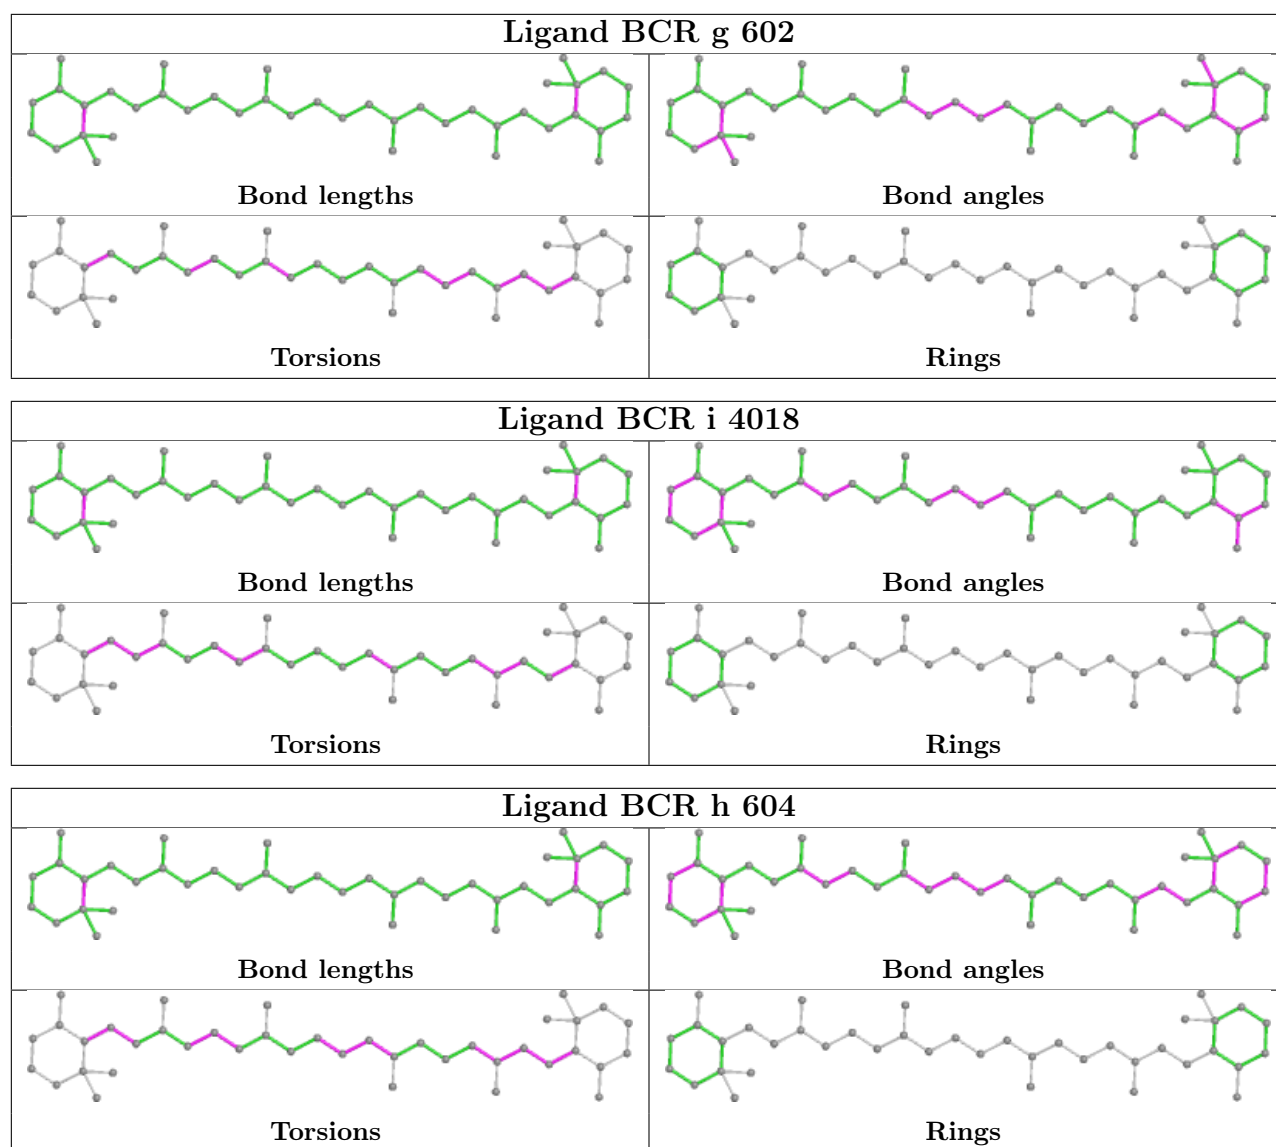 Ligand BCR g 602
Bond lengths
Bond angles
Torsions
Rings
Ligand BCR i 4018
Bond lengths
Bond angles
Torsions
Rings
Ligand BCR h 604
Bond lengths
Bond angles
Torsions
Rings